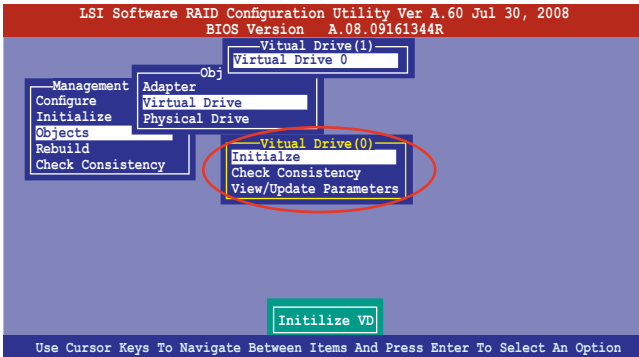 LSI Software RAID Configuration Utility Ver A.60 Jul 30, 2008
BIOS Version A.08.09161344R
Vitual Drive(1)
Virtual Drive 0
Obj
Adapter
Virtual Drive
Physical Drive
Management
Configure
Initialize
Objects
Rebuild
Check Consistency
Vitual Drive(0)
Initialze
Check Consistency
View/Update Parameters
Initilize VD
Use Cursor Keys To Navigate Between Items And Press Enter To Select An Option